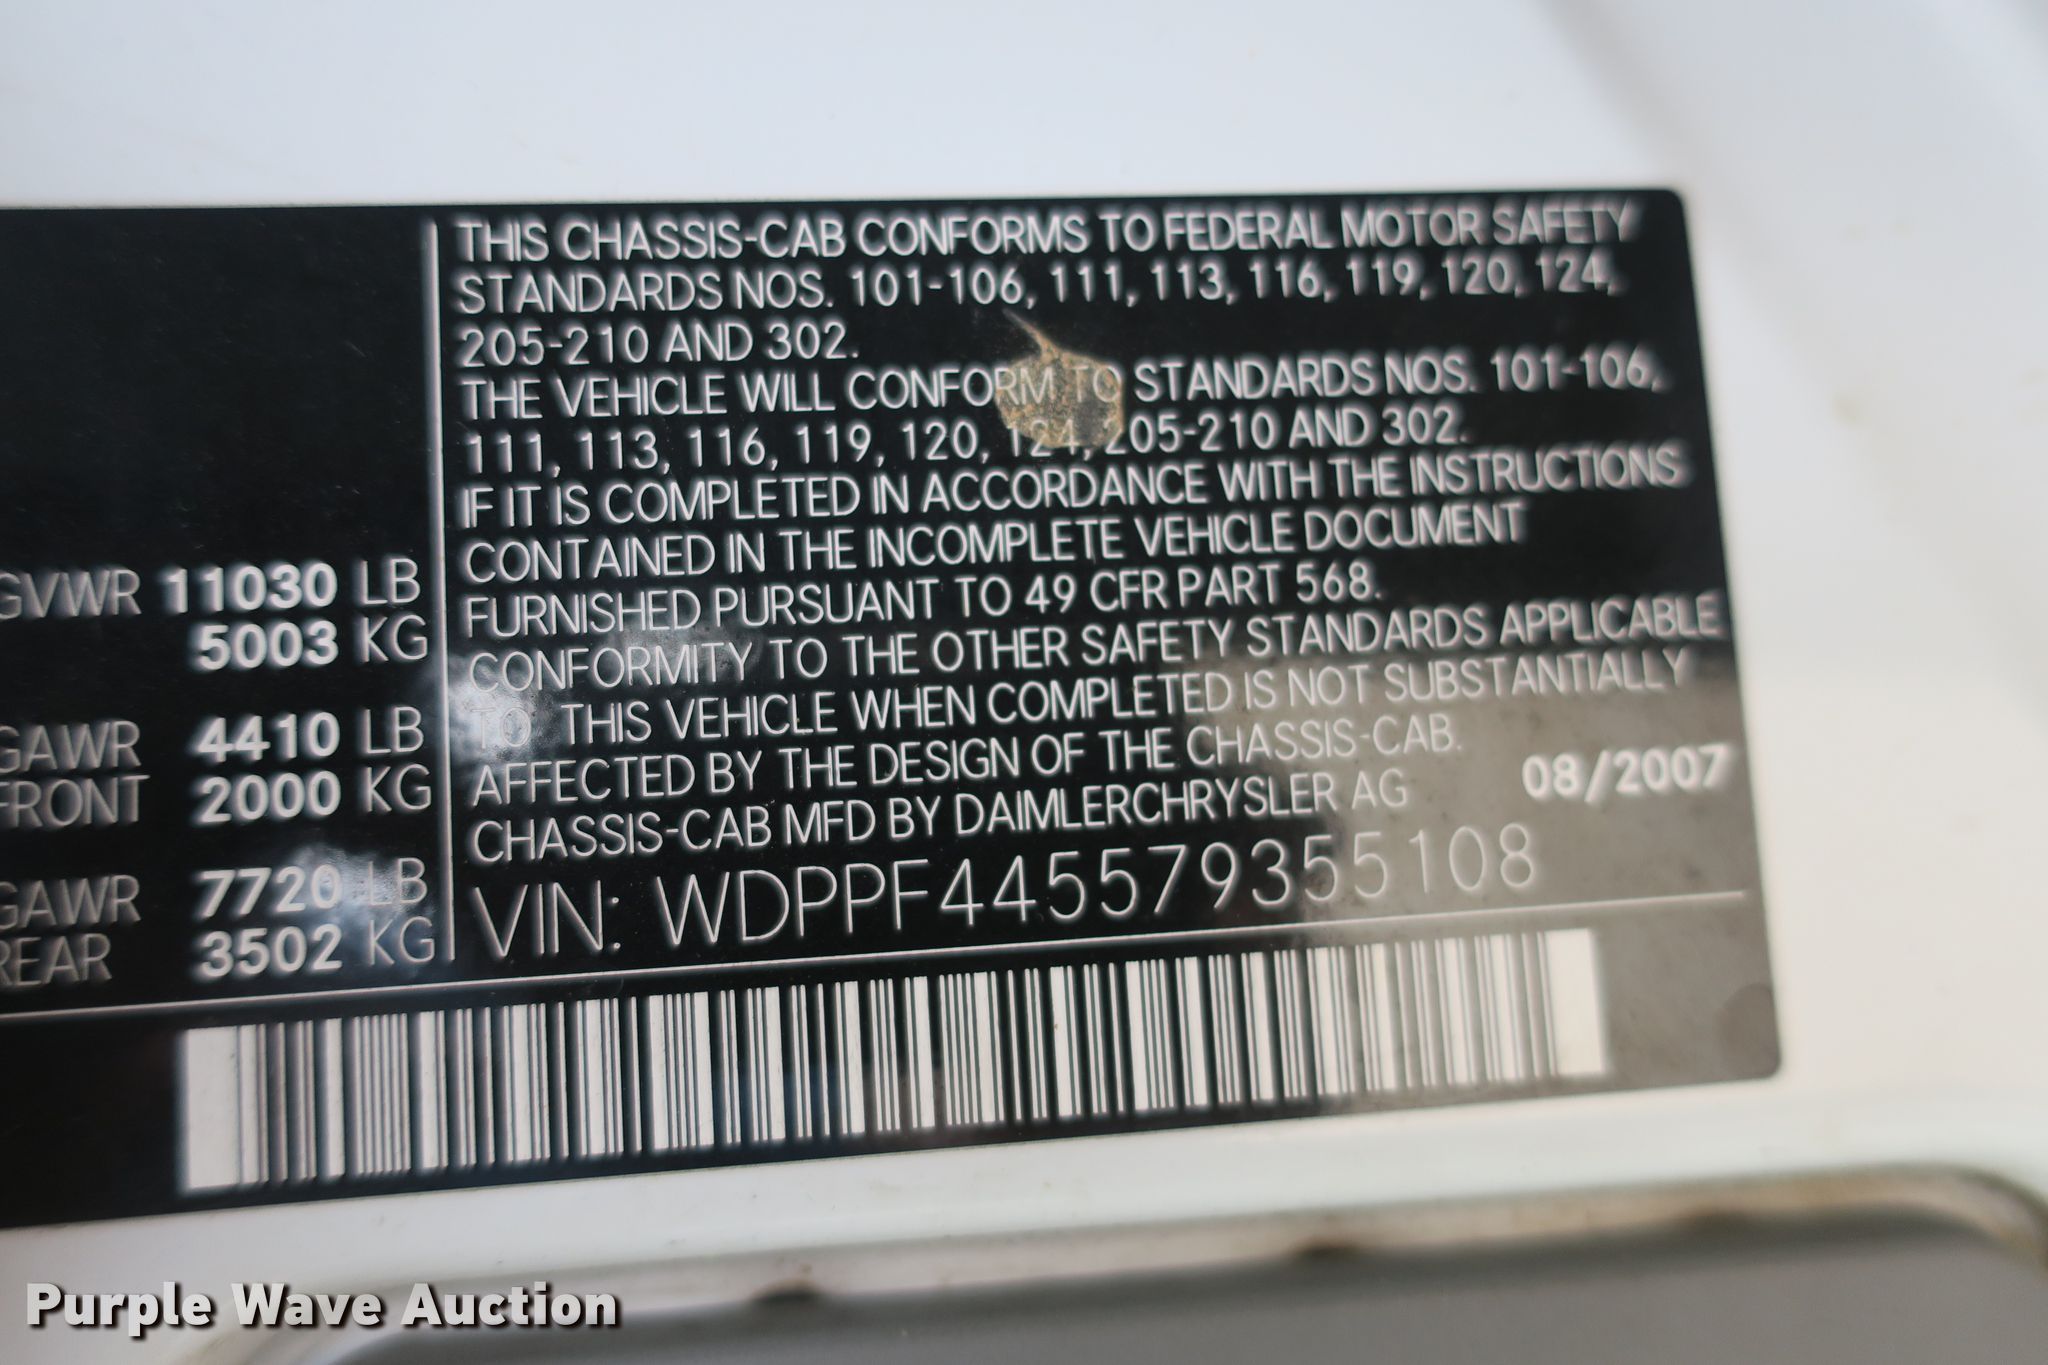 THIS CHASSIS-CAB CONFORMS TO FEDERAL MOTOR SAFETY
STANDARDS NOS. 101-106, 111, 113, 116, 119, 120, 124,
205-210 AND 302.
THE VEHICLE WILL CONFORM TO STANDARDS NOS. 101-106,
111, 113, 116, 119, 120, 124, 205-210 AND 302.
IF IT IS COMPLETED IN ACCORDANCE WITH THE INSTRUCTIONS
CONTAINED IN THE INCOMPLETE VEHICLE DOCUMENT
FURNISHED PURSUANT TO 49 CFR PART 568.
CONFORMITY TO THE OTHER SAFETY STANDARDS APPLICABLE
TO THIS VEHICLE WHEN COMPLETED IS NOT SUBSTANTIALLY
AFFECTED BY THE DESIGN OF THE CHASSIS-CAB.
CHASSIS-CAB MFD BY DAIMLERCHRYSLER AG 08/2007
VIN: WDPPF445579355108
GVWR 11030 LB
5003 KG
GAWR 4410 LB
FRONT 2000 KG
GAWR 7720 LB
REAR 3502 KG
Purple Wave Auction